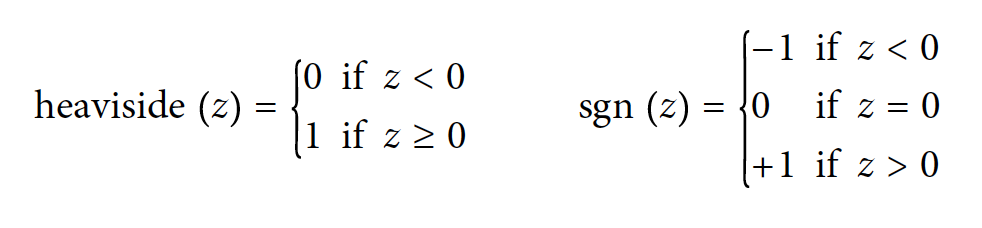 heaviside (z) = {0 if z < 0
1 if z ≥ 0
sgn (z) = {−1 if z < 0
0 if z = 0
+1 if z > 0